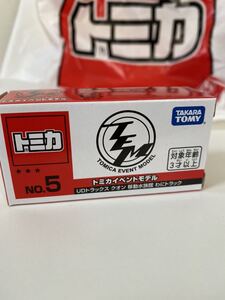 トミカ
トミカ
TAKARA
TOMY
TEM
TOMICA EVENT MODEL
対象年齢
3才以上
NO.5
トミカイベントモデル
UDトラックス クオン 移動水族館 わにトラック